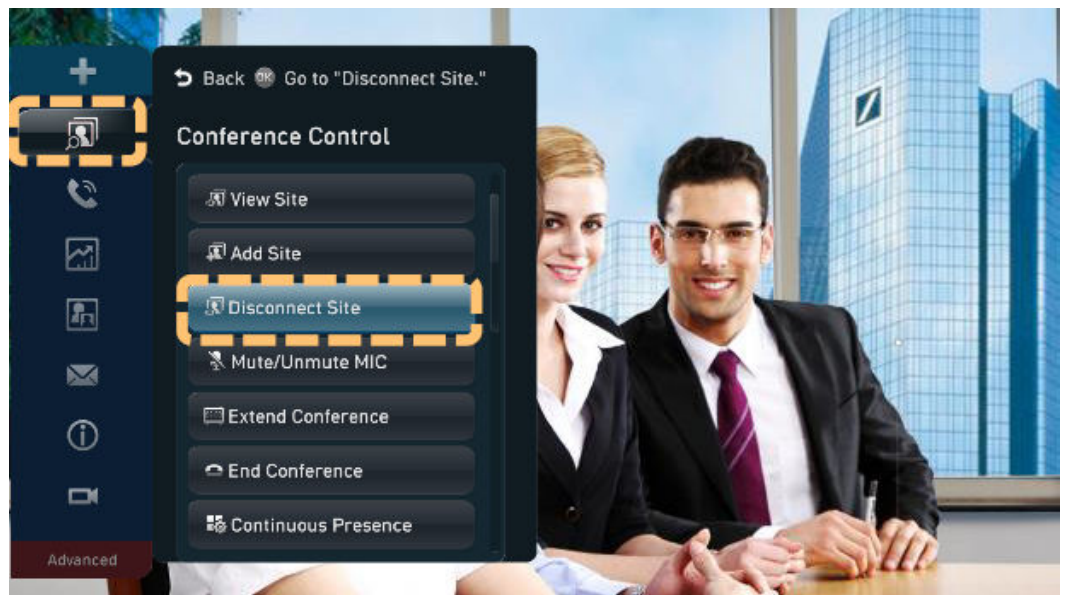 Back OK Go to "Disconnect Site."
Conference Control
View Site
Add Site
Disconnect Site
Mute/Unmute MIC
Extend Conference
End Conference
Continuous Presence
Advanced